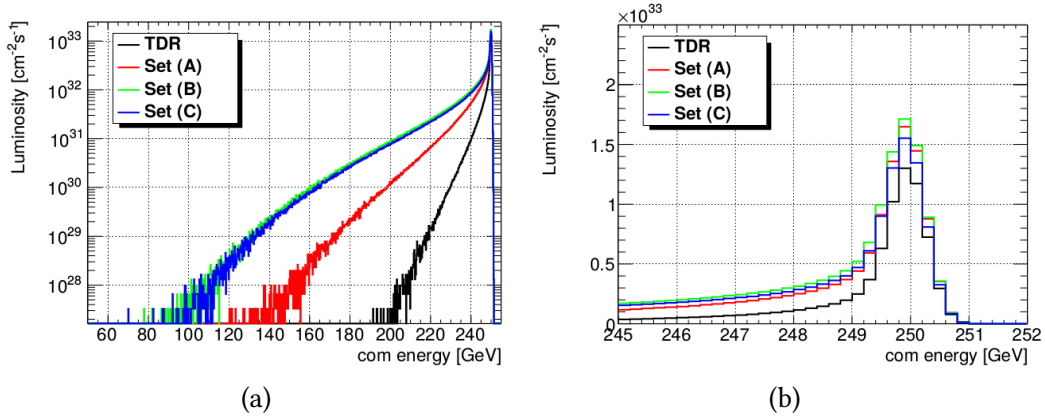 Luminosity [cm⁻²s⁻¹]
10³³
10³²
10³¹
10³⁰
10²⁹
10²⁸
TDR
Set (A)
Set (B)
Set (C)
60 80 100 120 140 160 180 200 220 240
com energy [GeV]
(a)
×10³³
Luminosity [cm⁻²s⁻¹]
2
1.5
1
0.5
0
TDR
Set (A)
Set (B)
Set (C)
245 246 247 248 249 250 251 252
com energy [GeV]
(b)